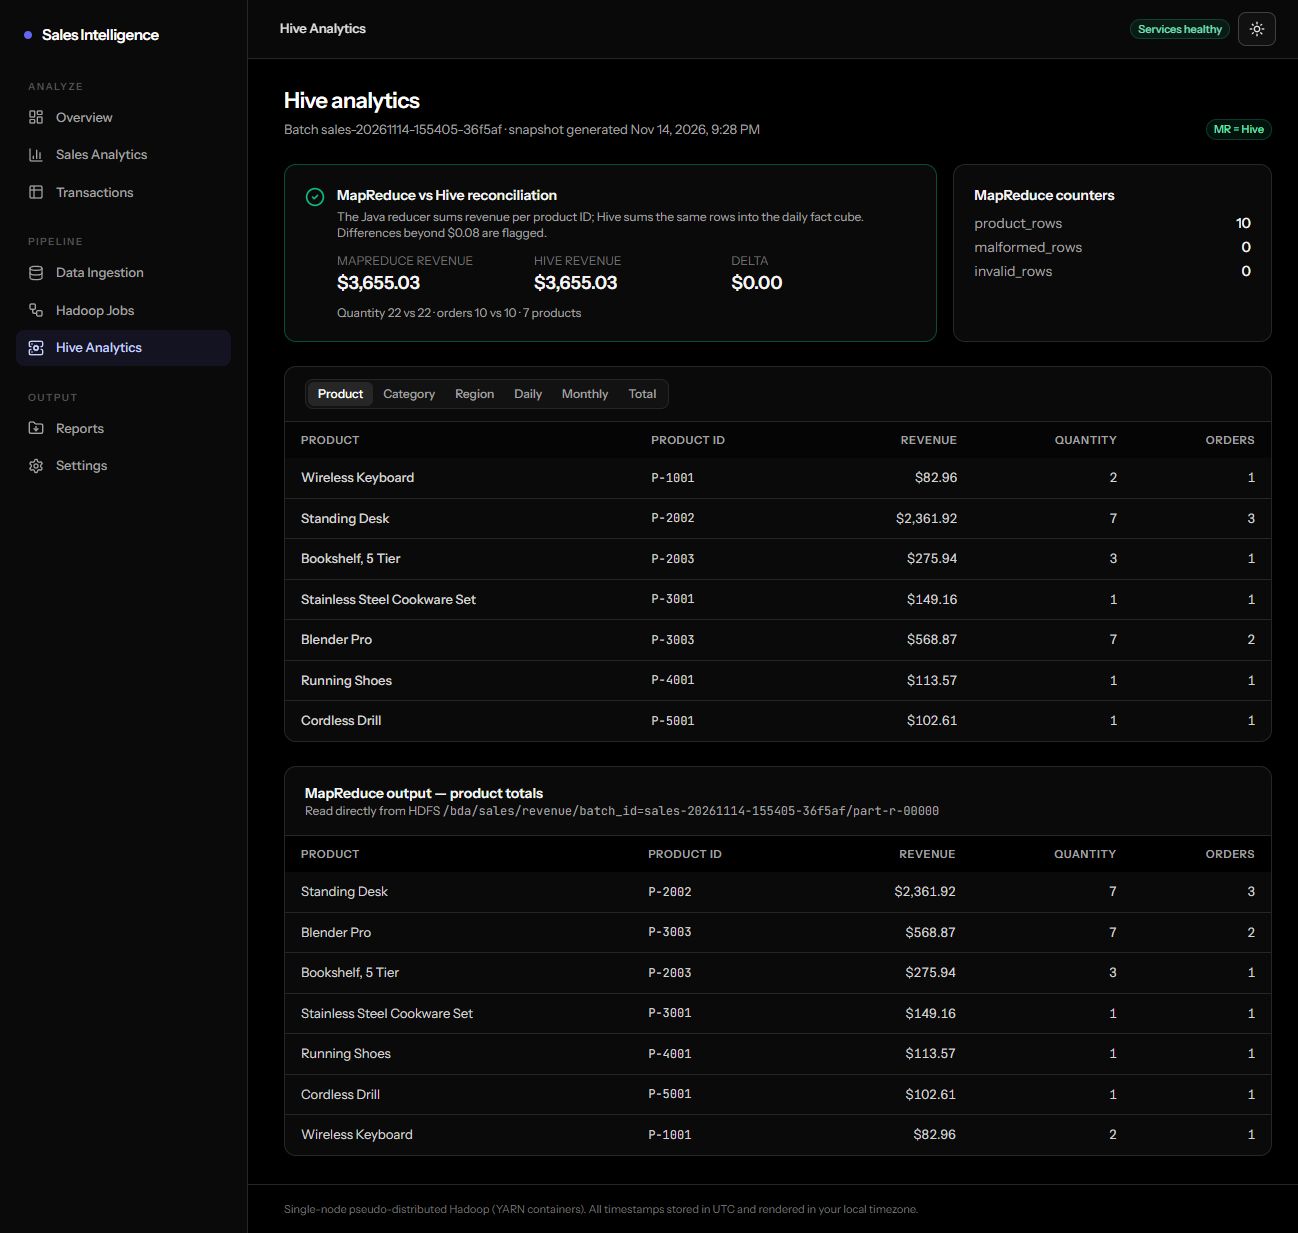 Sales Intelligence
ANALYZE
Overview
Sales Analytics
Transactions
PIPELINE
Data Ingestion
Hadoop Jobs
Hive Analytics
OUTPUT
Reports
Settings
Hive Analytics
Services healthy
Hive analytics
Batch sales-20261114-155405-36f5af · snapshot generated Nov 14, 2026, 9:28 PM
MR = Hive
MapReduce vs Hive reconciliation
The Java reducer sums revenue per product ID; Hive sums the same rows into the daily fact cube.
Differences beyond $0.08 are flagged.
MAPREDUCE REVENUE HIVE REVENUE DELTA
$3,655.03 $3,655.03 $0.00
Quantity 22 vs 22 · orders 10 vs 10 · 7 products
MapReduce counters
product_rows 10
malformed_rows 0
invalid_rows 0
Product Category Region Daily Monthly Total
PRODUCT PRODUCT ID REVENUE QUANTITY ORDERS
Wireless Keyboard P-1001 $82.96 2 1
Standing Desk P-2002 $2,361.92 7 3
Bookshelf, 5 Tier P-2003 $275.94 3 1
Stainless Steel Cookware Set P-3001 $149.16 1 1
Blender Pro P-3003 $568.87 7 2
Running Shoes P-4001 $113.57 1 1
Cordless Drill P-5001 $102.61 1 1
MapReduce output — product totals
Read directly from HDFS /bda/sales/revenue/batch_id=sales-20261114-155405-36f5af/part-r-00000
PRODUCT PRODUCT ID REVENUE QUANTITY ORDERS
Standing Desk P-2002 $2,361.92 7 3
Blender Pro P-3003 $568.87 7 2
Bookshelf, 5 Tier P-2003 $275.94 3 1
Stainless Steel Cookware Set P-3001 $149.16 1 1
Running Shoes P-4001 $113.57 1 1
Cordless Drill P-5001 $102.61 1 1
Wireless Keyboard P-1001 $82.96 2 1
Single-node pseudo-distributed Hadoop (YARN containers). All timestamps stored in UTC and rendered in your local timezone.